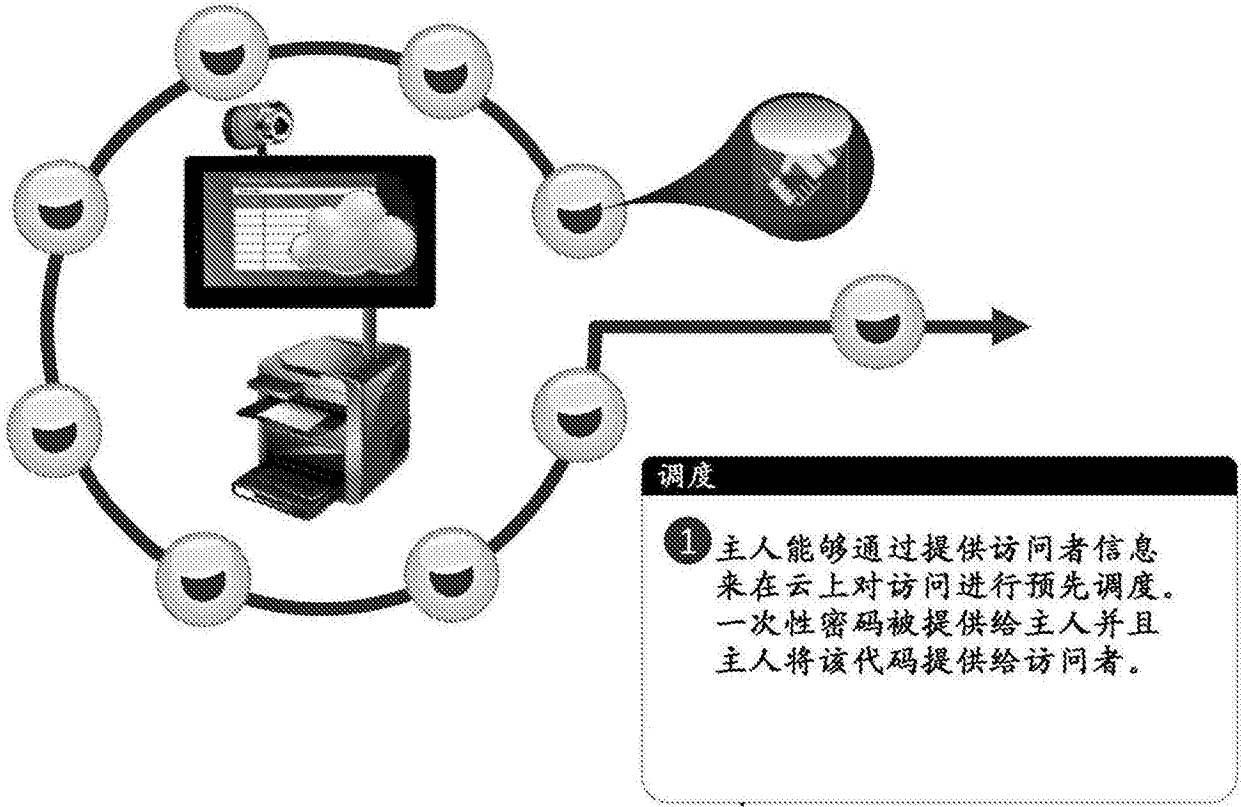 调度
1 主人能够通过提供访问者信息
来在云上对访问进行预先调度。
一次性密码被提供给主人并且
主人将该代码提供给访问者。